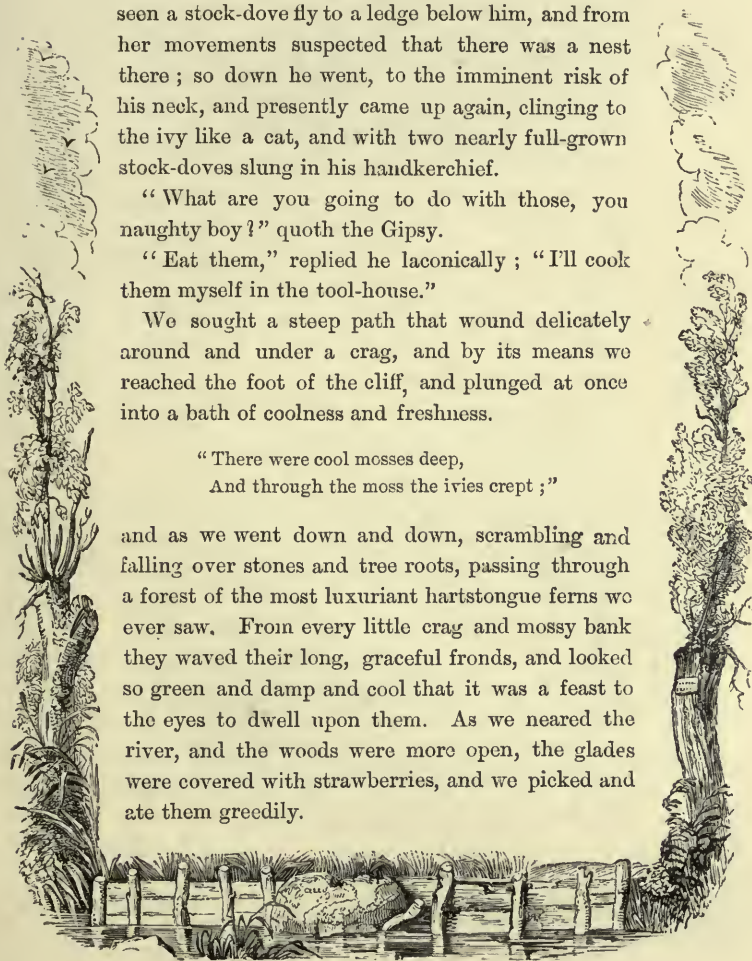 seen a stock-dove fly to a ledge below him, and from
her movements suspected that there was a nest
there ; so down he went, to the imminent risk of
his neck, and presently came up again, clinging to
the ivy like a cat, and with two nearly full-grown
stock-doves slung in his handkerchief.
“ What are you going to do with those, you
naughty boy ? ” quoth the Gipsy.
“ Eat them,” replied he laconically ; “ I’ll cook
them myself in the tool-house.”
We sought a steep path that wound delicately
around and under a crag, and by its means we
reached the foot of the cliff, and plunged at once
into a bath of coolness and freshness.
“ There were cool mosses deep,
And through the moss the ivies crept ; ”
and as we went down and down, scrambling and
falling over stones and tree roots, passing through
a forest of the most luxuriant hartstongue ferns we
ever saw. From every little crag and mossy bank
they waved their long, graceful fronds, and looked
so green and damp and cool that it was a feast to
the eyes to dwell upon them. As we neared the
river, and the woods were more open, the glades
were covered with strawberries, and we picked and
ate them greedily.